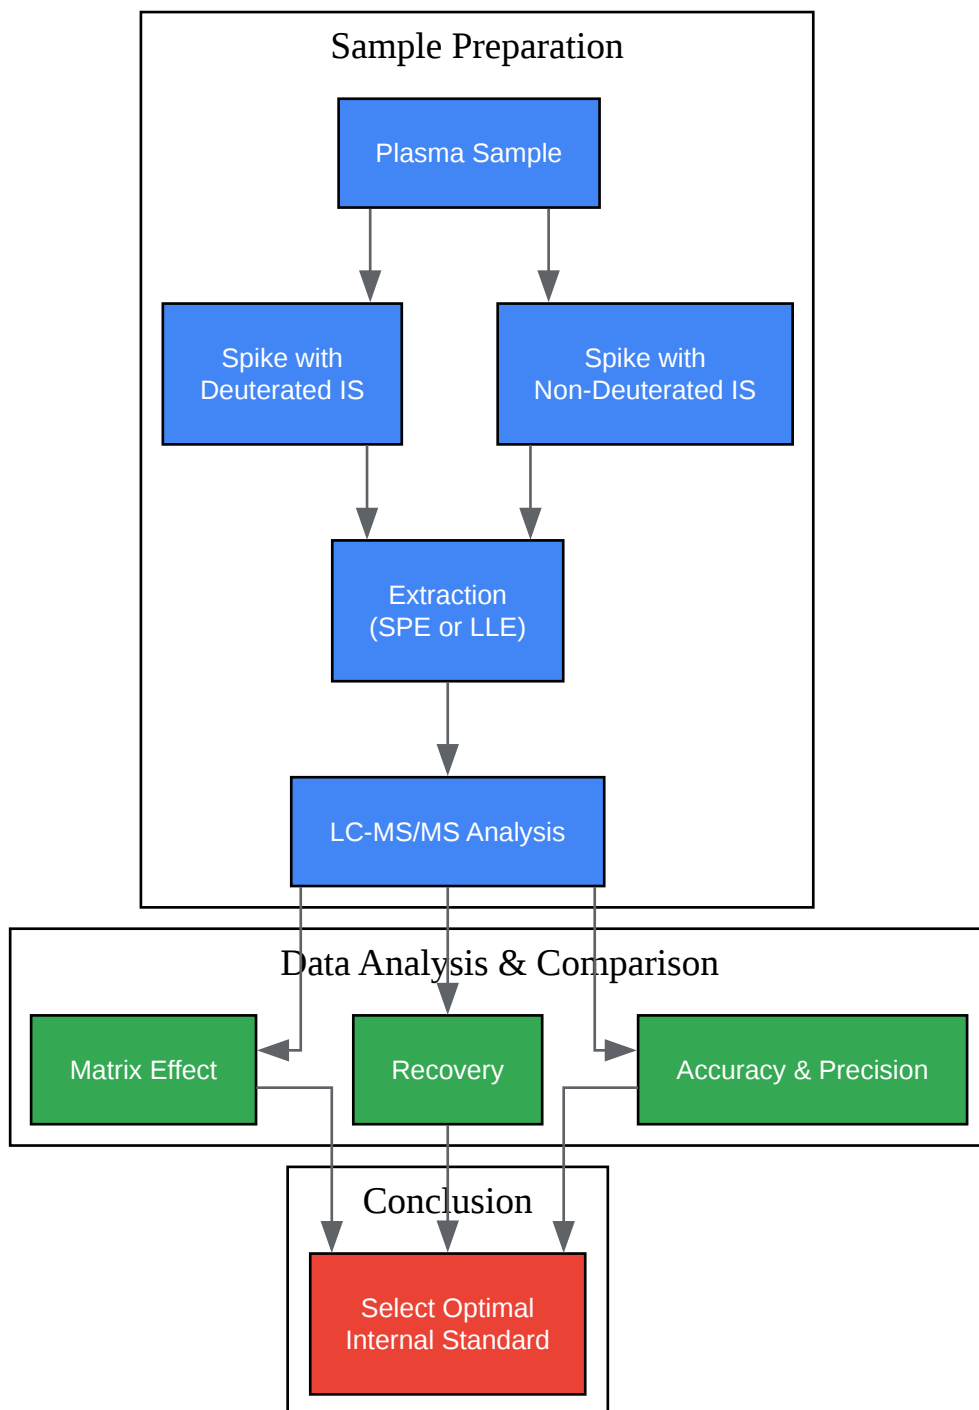 Sample Preparation
Plasma Sample
Spike with
Deuterated IS
Spike with
Non-Deuterated IS
Extraction
(SPE or LLE)
LC-MS/MS Analysis
Data Analysis & Comparison
Matrix Effect
Recovery
Accuracy & Precision
Conclusion
Select Optimal
Internal Standard